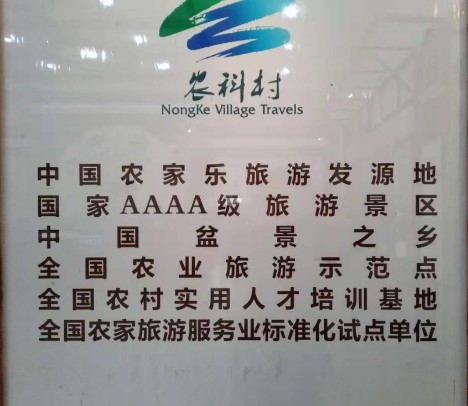 农科村
NongKe Village Travels
中国农家乐旅游发源地
国家AAAA级旅游景区
中国盆景之乡
全国农业旅游示范点
全国农村实用人才培训基地
全国农家旅游服务业标准化试点单位